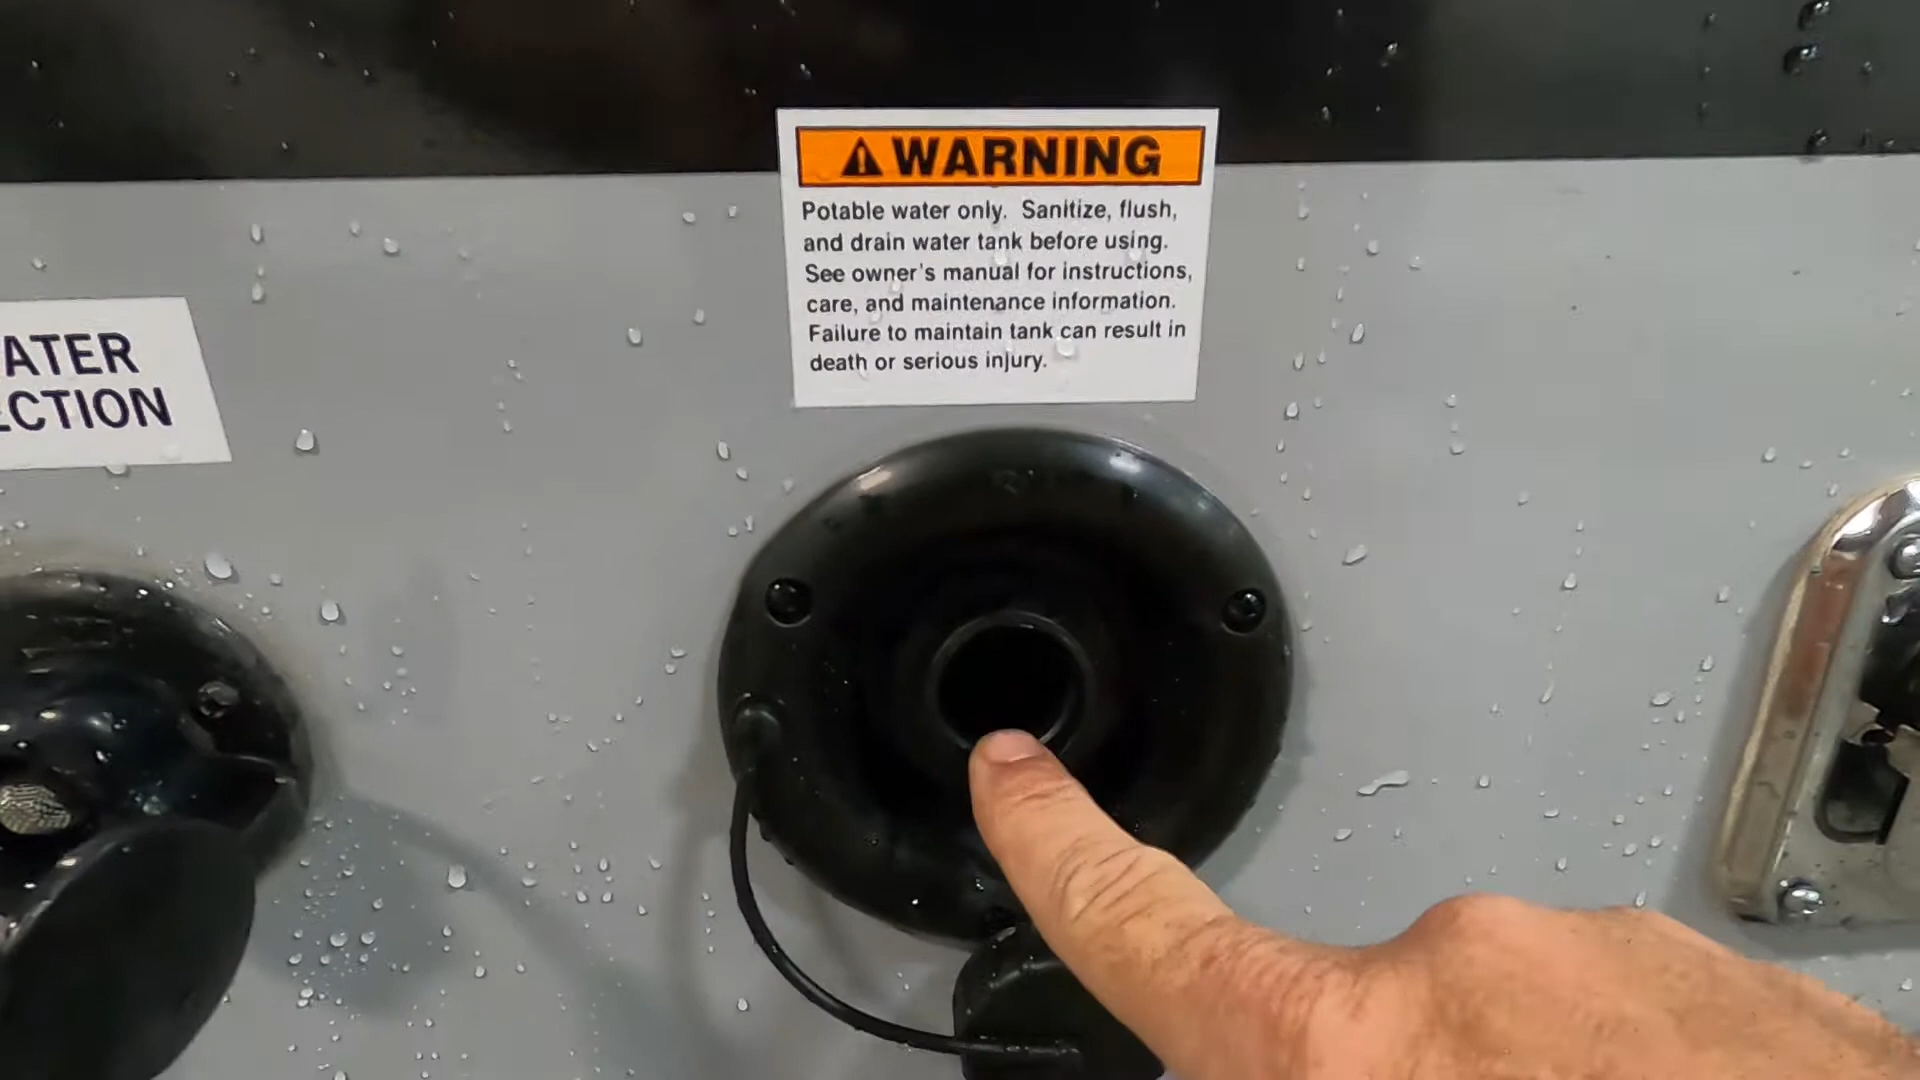 WARNING
Potable water only. Sanitize, flush,
and drain water tank before using.
See owner's manual for instructions,
care, and maintenance information.
Failure to maintain tank can result in
death or serious injury.
ATER
ECTION